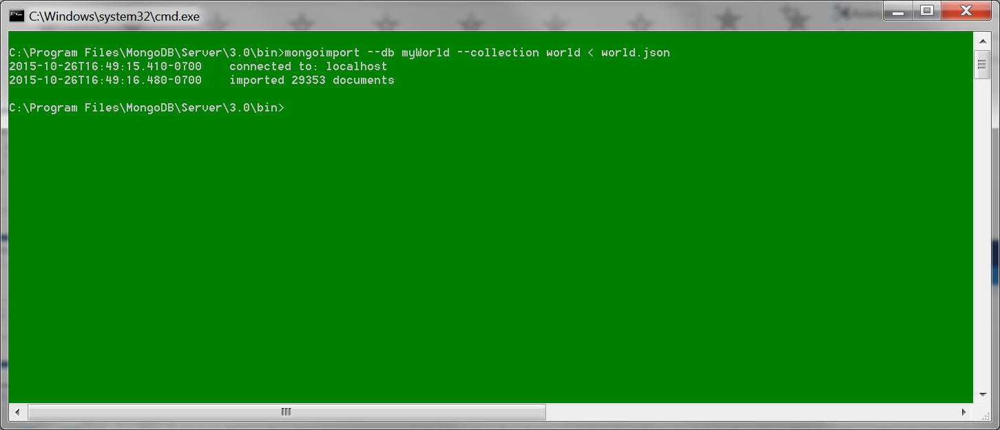 C:\Windows\system32\cmd.exe
C:\Program Files\MongoDB\Server\3.0\bin>mongoimport --db myWorld --collection world < world.json
2015-10-26T16:49:15.410-0700    connected to: localhost
2015-10-26T16:49:16.480-0700    imported 29353 documents
C:\Program Files\MongoDB\Server\3.0\bin>